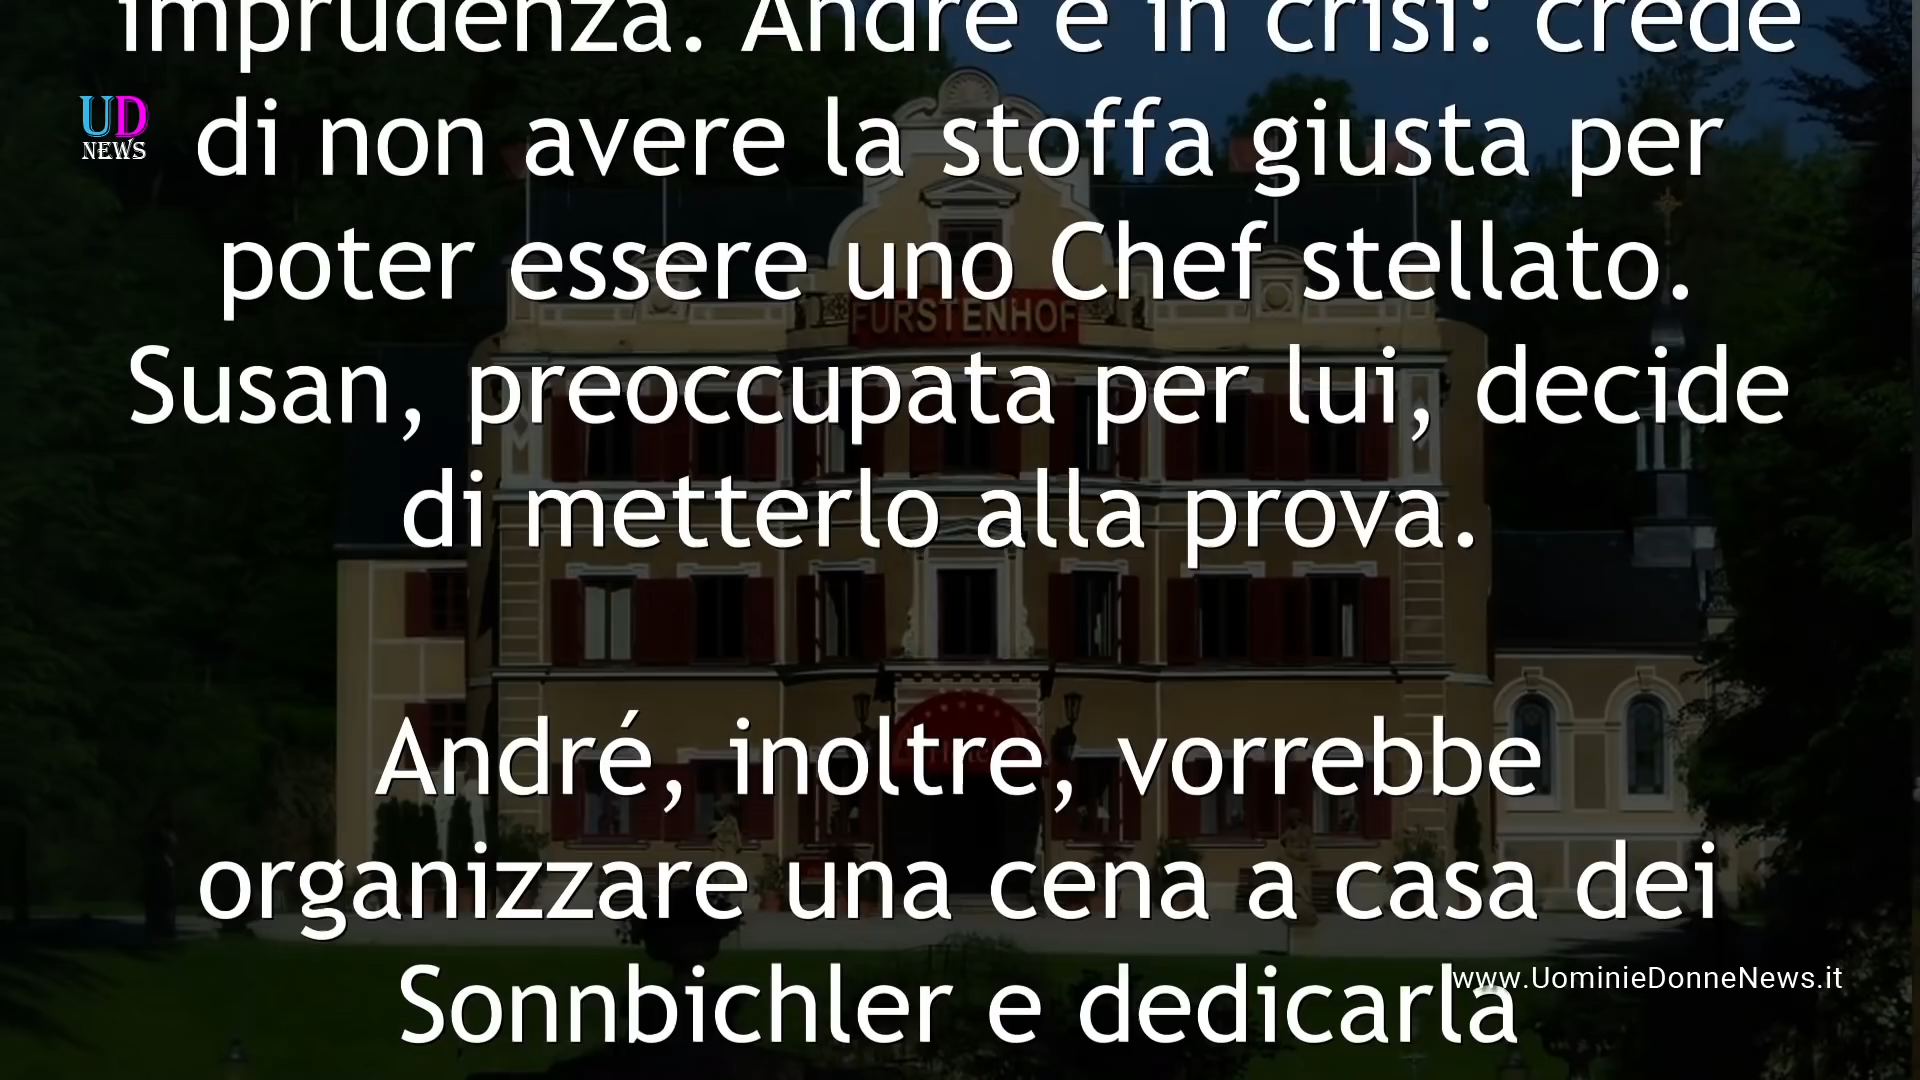 imprudenza. André è in crisi: crede
di non avere la stoffa giusta per
poter essere uno Chef stellato.
Susan, preoccupata per lui, decide
di metterlo alla prova.
André, inoltre, vorrebbe
organizzare una cena a casa dei
Sonnbichler e dedicarla
UD
NEWS
FÜRSTENHOF
www.UominieDonneNews.it